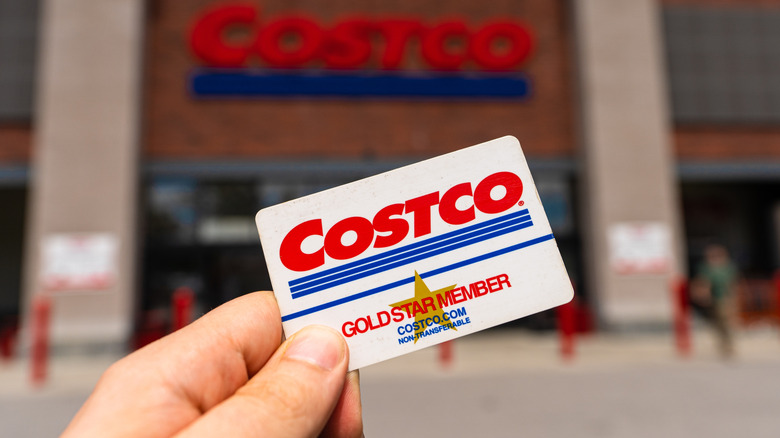 COSTCO
COSTCO®
GOLD STAR MEMBER
COSTCO.COM
NON-TRANSFERABLE